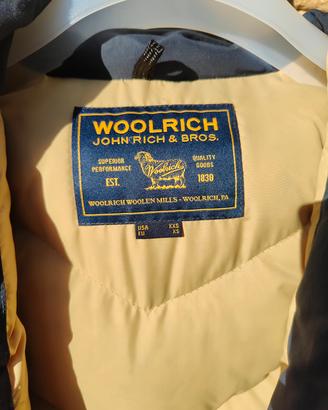 WOOLRICH
JOHN RICH & BROS.
SUPERIOR PERFORMANCE
QUALITY GOODS
Woolrich
EST.
1830
WOOLRICH WOOLEN MILLS - WOOLRICH, PA
USA XXS
EU XS